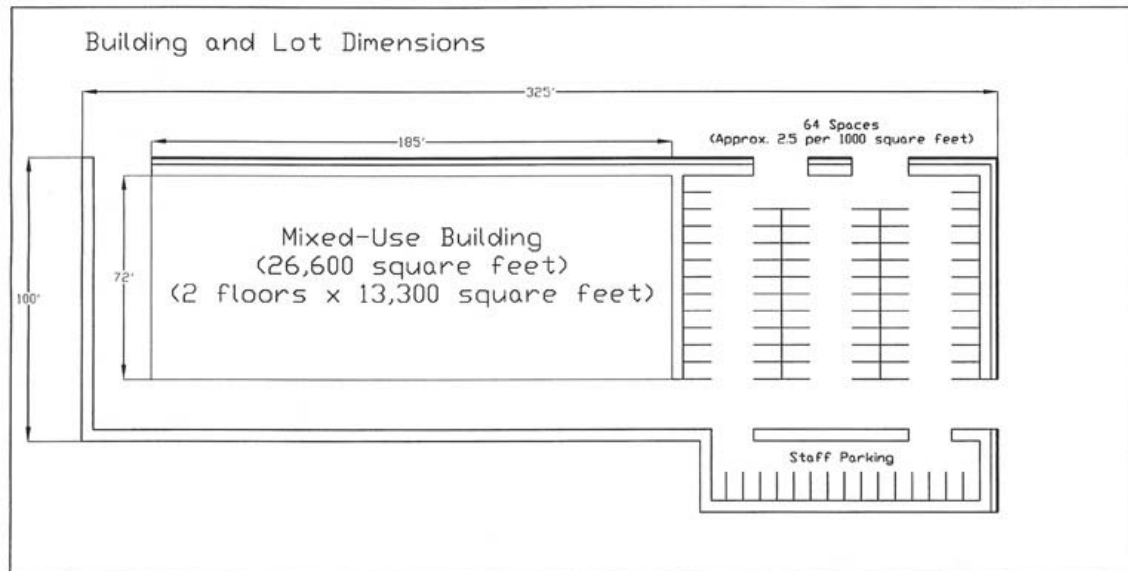 Building and Lot Dimensions
325'
64 Spaces
(Approx. 2.5 per 1000 square feet)
185'
Mixed-Use Building
(26,600 square feet)
(2 floors x 13,300 square feet)
72'
100'
Staff Parking